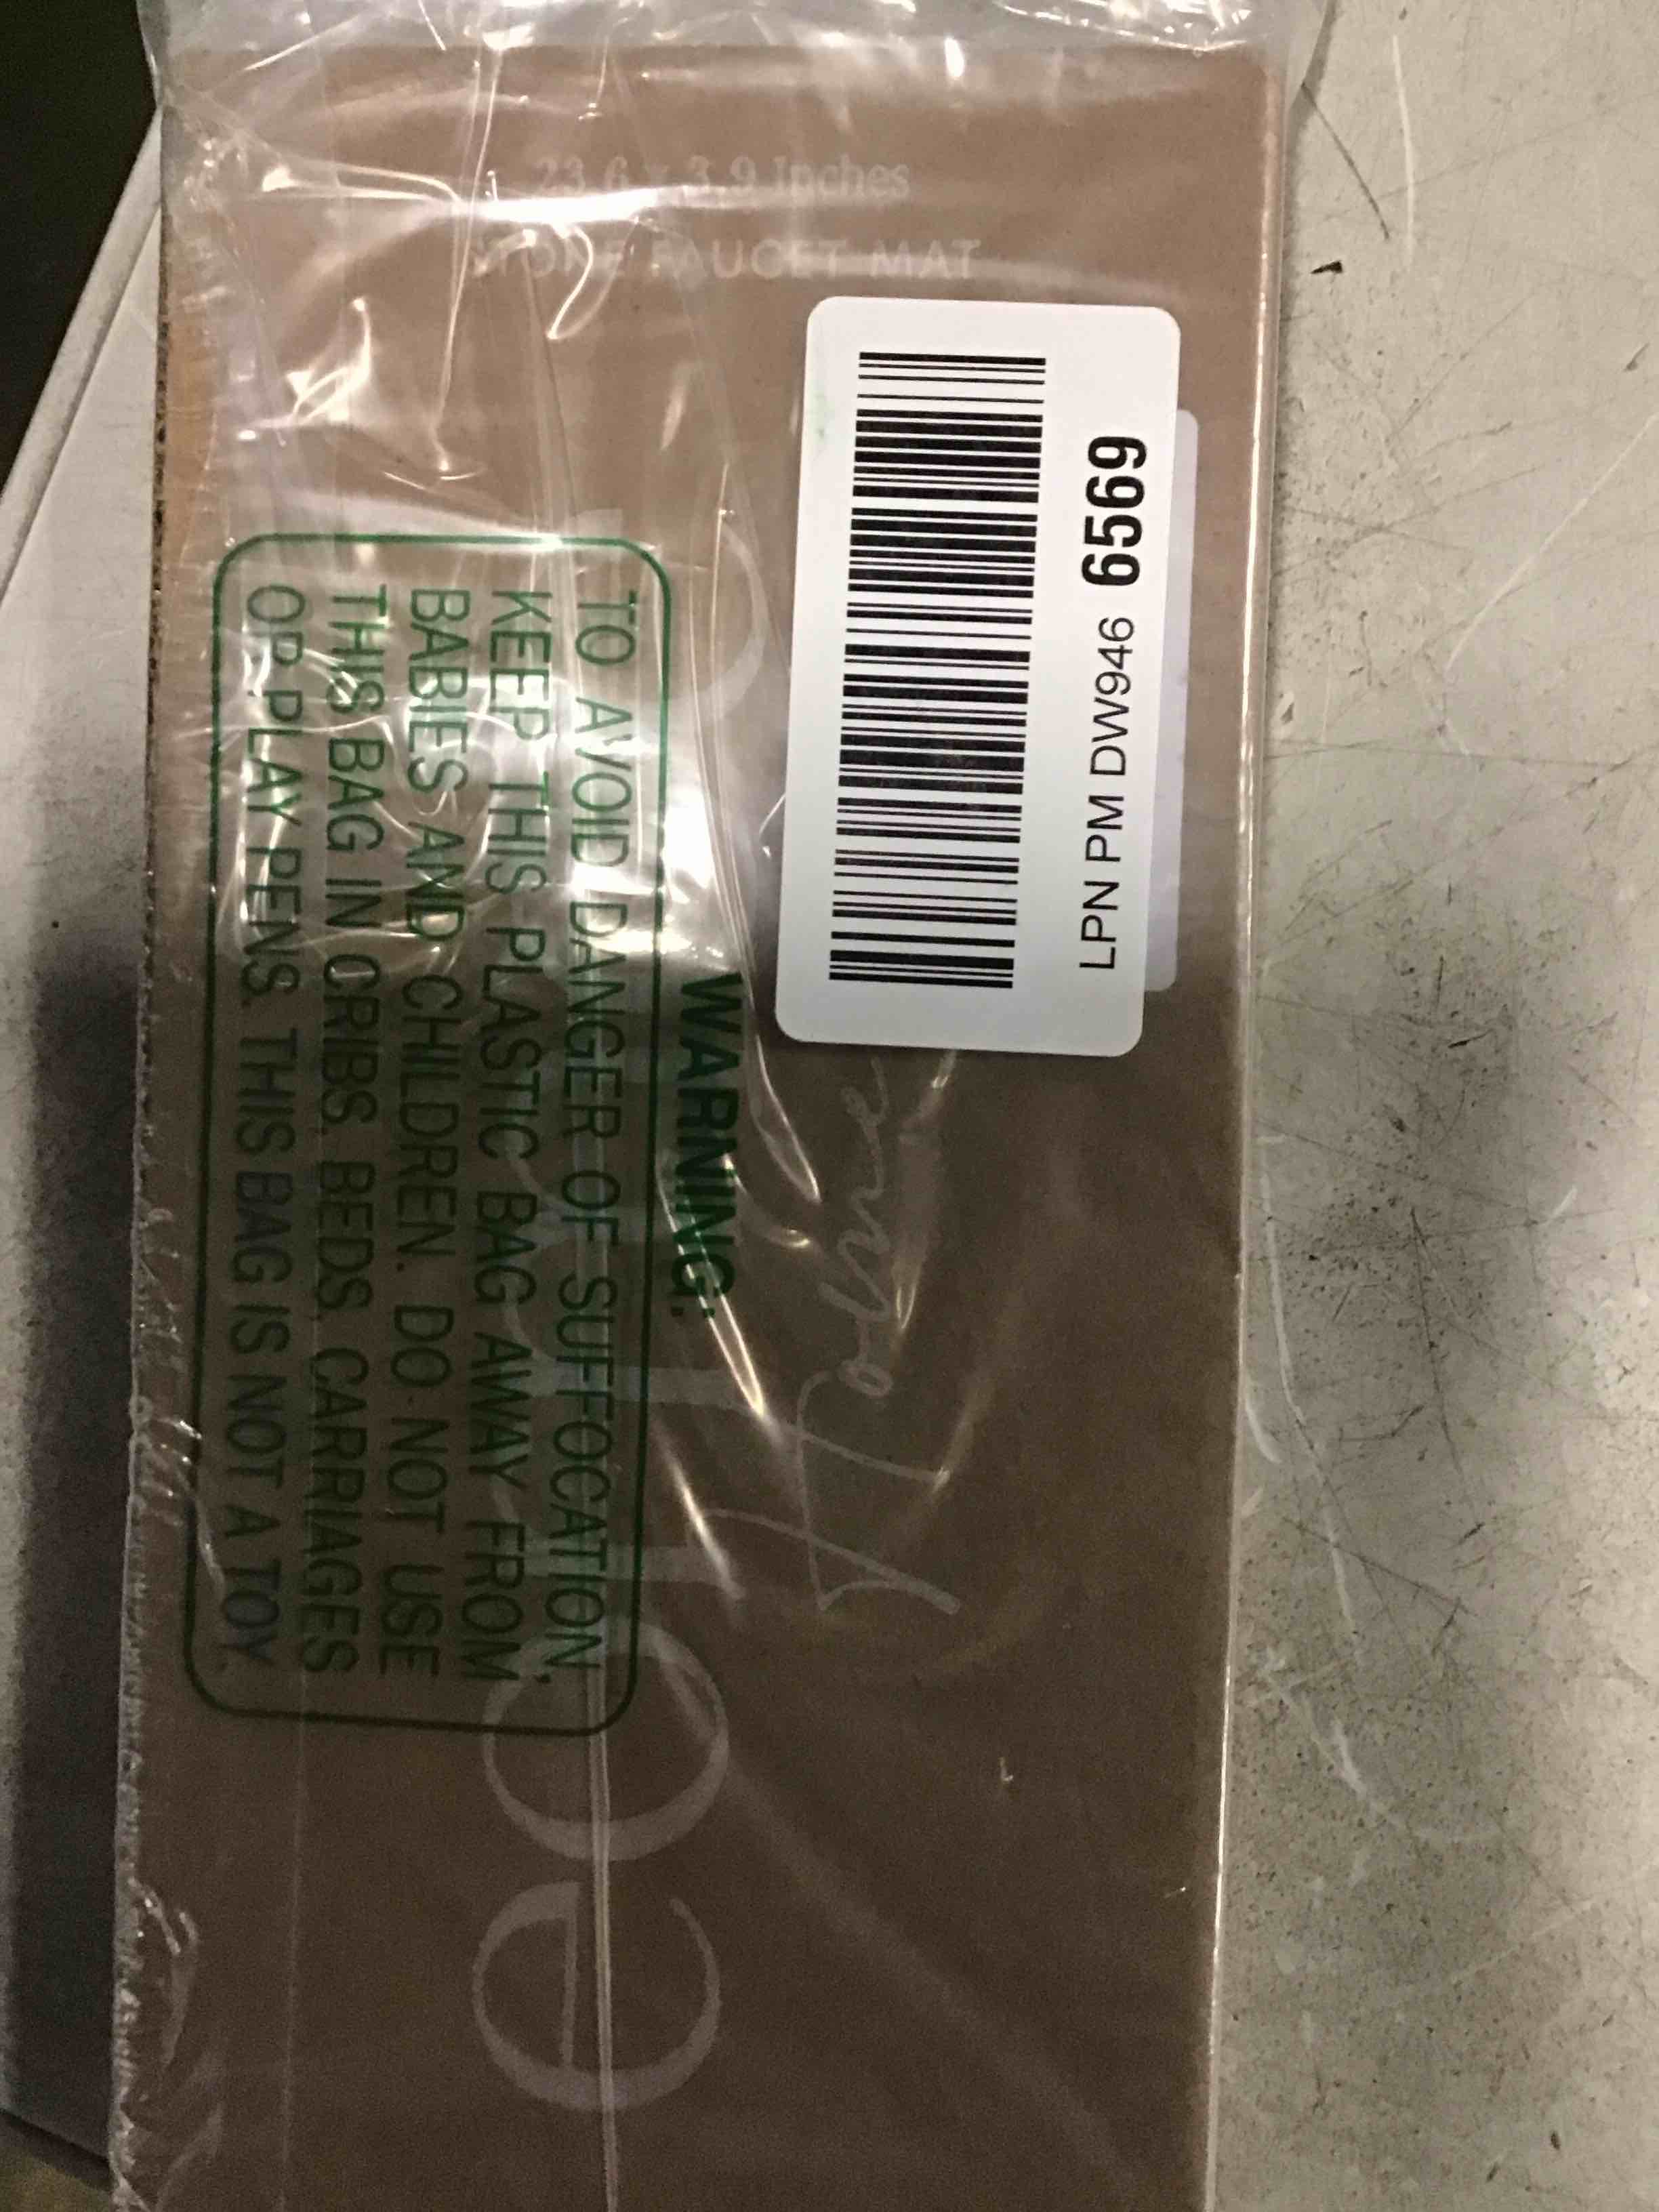 23.6 x 3.9 Inches
STONE FAUCET MAT
LPN PM DW946 6569
WARNING:
TO AVOID DANGER OF SUFFOCATION,
KEEP THIS PLASTIC BAG AWAY FROM
BABIES AND CHILDREN. DO NOT USE
THIS BAG IN CRIBS, BEDS, CARRIAGES
OR PLAY PENS. THIS BAG IS NOT A TOY.
Home